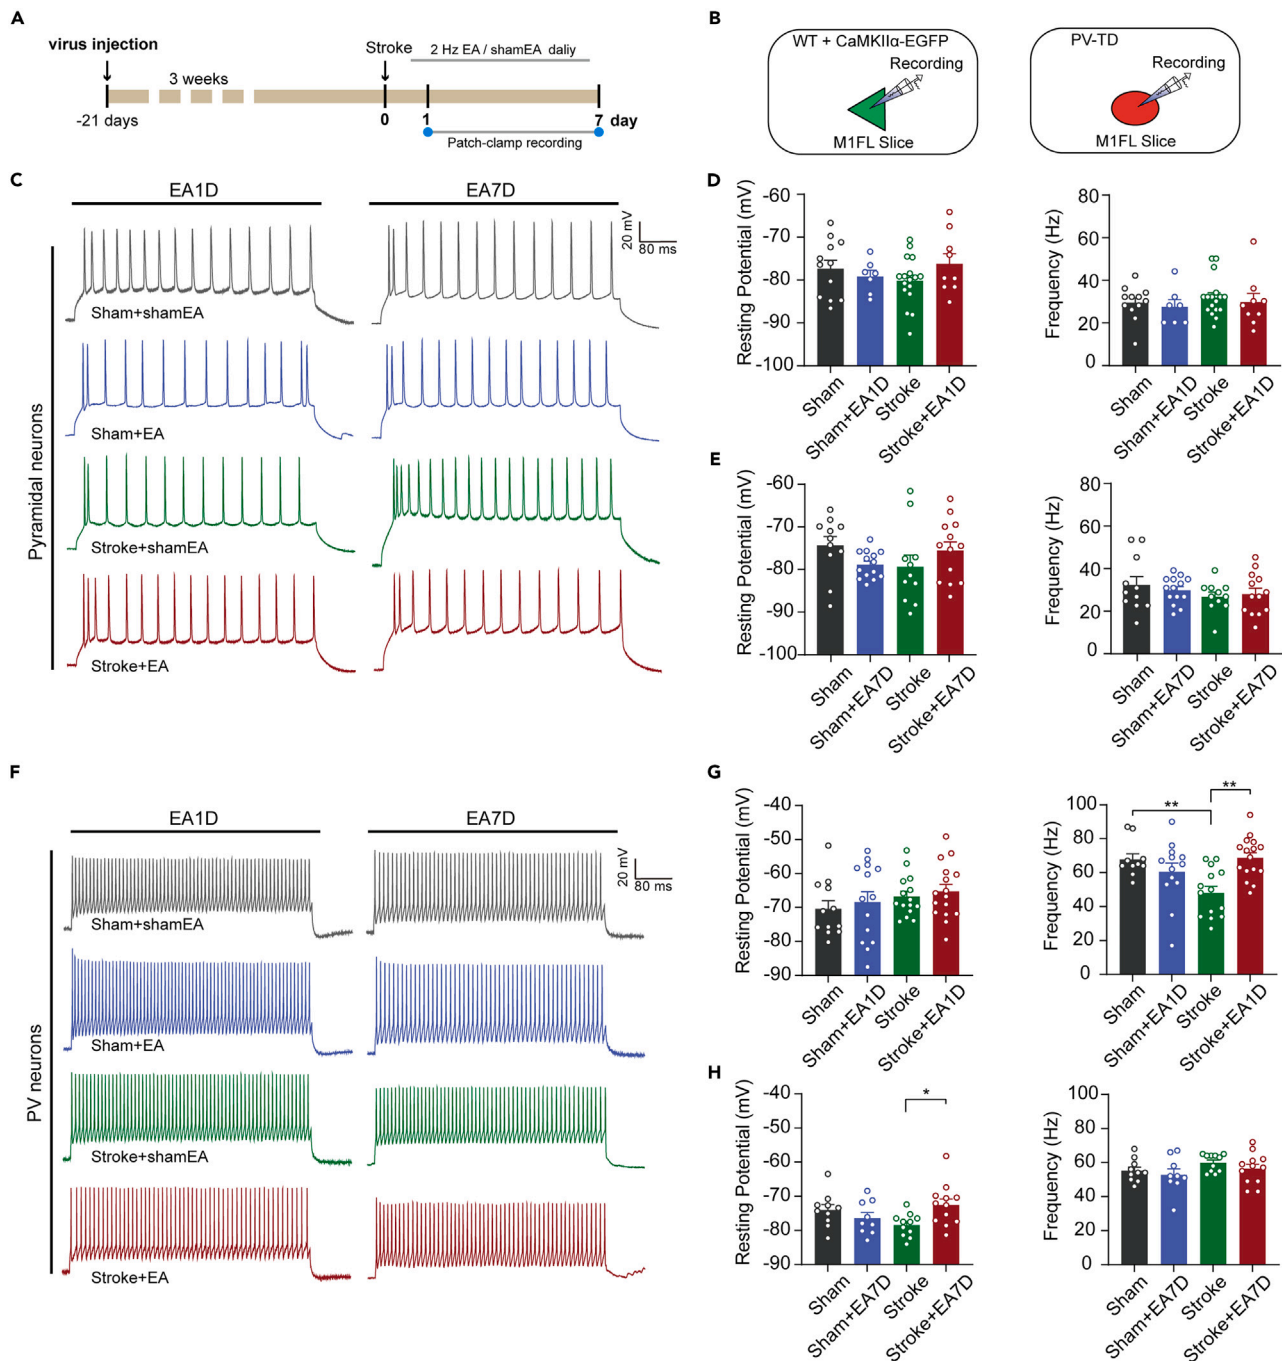 A
virus injection
Stroke
2 Hz EA / shamEA daliy
3 weeks
-21 days
0
1
7
day
Patch-clamp recording
B
WT + CaMKIIα-EGFP
Recording
M1FL Slice
PV-TD
Recording
M1FL Slice
C
EA1D
EA7D
20 mV
80 ms
Pyramidal neurons
Sham+shamEA
Sham+EA
Stroke+shamEA
Stroke+EA
D
Resting Potential (mV)
-60
-70
-80
-90
-100
Sham
Sham+EA1D
Stroke
Stroke+EA1D
Frequency (Hz)
80
60
40
20
0
Sham
Sham+EA1D
Stroke
Stroke+EA1D
E
Resting Potential (mV)
-60
-70
-80
-90
-100
Sham
Sham+EA7D
Stroke
Stroke+EA7D
Frequency (Hz)
80
60
40
20
0
Sham
Sham+EA7D
Stroke
Stroke+EA7D
F
EA1D
EA7D
20 mV
80 ms
PV neurons
Sham+shamEA
Sham+EA
Stroke+shamEA
Stroke+EA
G
Resting Potential (mV)
-40
-50
-60
-70
-80
-90
Sham
Sham+EA1D
Stroke
Stroke+EA1D
Frequency (Hz)
100
80
60
40
20
0
**
**
Sham
Sham+EA1D
Stroke
Stroke+EA1D
H
Resting Potential (mV)
-40
-50
-60
-70
-80
-90
*
Sham
Sham+EA7D
Stroke
Stroke+EA7D
Frequency (Hz)
100
80
60
40
20
0
Sham
Sham+EA7D
Stroke
Stroke+EA7D